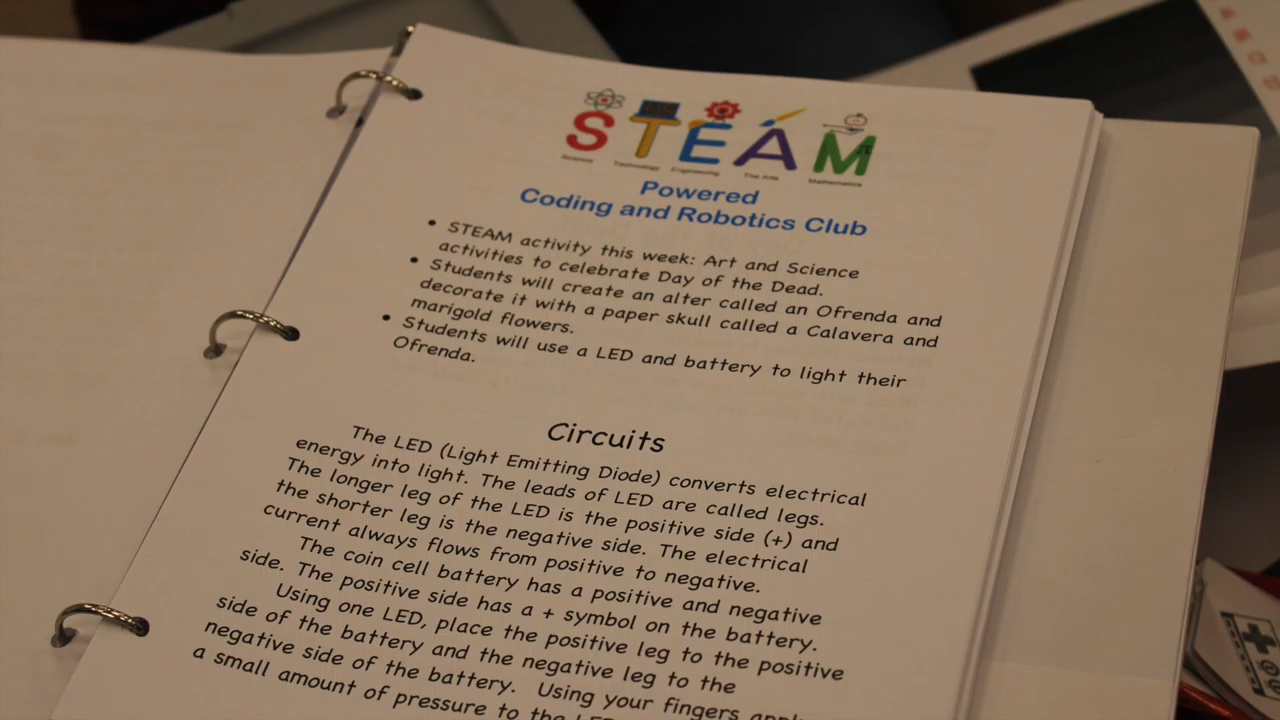 STEAM
Science Technology Engineering The Arts Mathematics
Powered
Coding and Robotics Club
• STEAM activity this week: Art and Science
activities to celebrate Day of the Dead.
• Students will create an alter called an Ofrenda and
decorate it with a paper skull called a Calavera and
marigold flowers.
• Students will use a LED and battery to light their
Ofrenda.
Circuits
The LED (Light Emitting Diode) converts electrical
energy into light. The leads of LED are called legs.
The longer leg of the LED is the positive side (+) and
the shorter leg is the negative side. The electrical
current always flows from positive to negative.
The coin cell battery has a positive and negative
side. The positive side has a + symbol on the battery.
Using one LED, place the positive leg to the positive
side of the battery and the negative leg to the
negative side of the battery. Using your fingers
a small amount of pressure to the